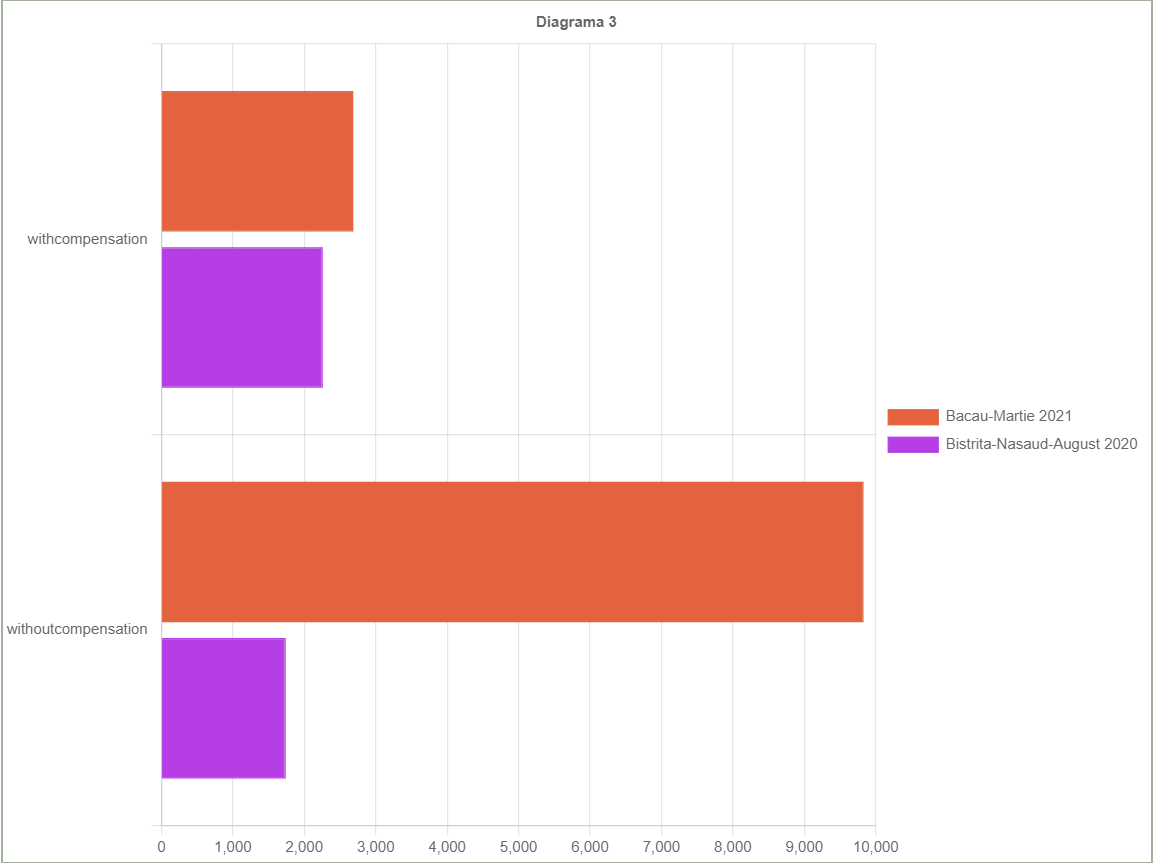 Diagrama 3
withcompensation
withoutcompensation
Bacau-Martie 2021
Bistrita-Nasaud-August 2020
0 1,000 2,000 3,000 4,000 5,000 6,000 7,000 8,000 9,000 10,000